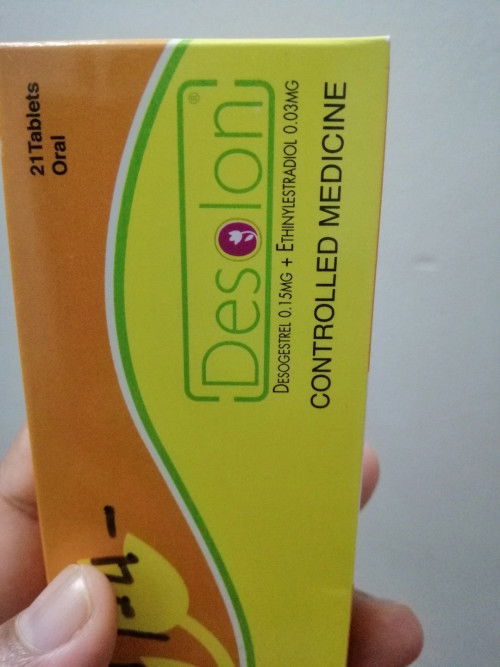 21Tablets
Oral
Desolon®
DESOGESTREL 0.15MG + ETHINYLESTRADIOL 0.03MG
CONTROLLED MEDICINE